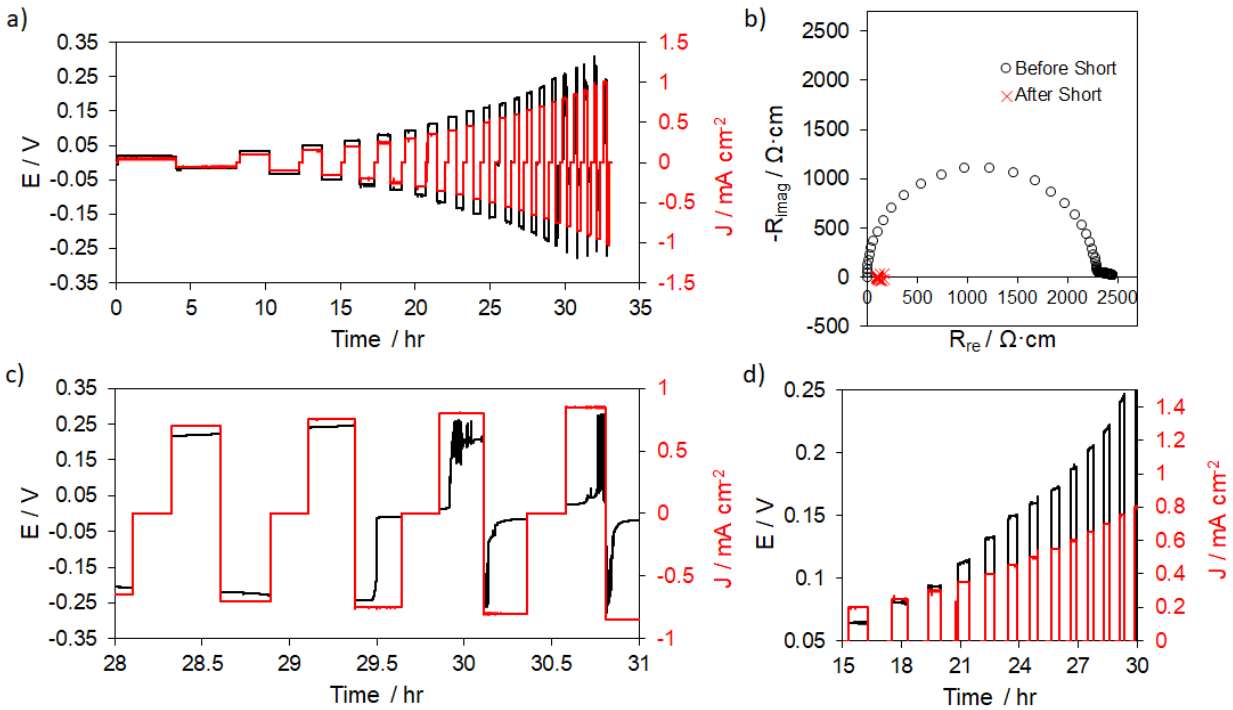 a)
0.35
0.25
0.15
0.05
-0.05
-0.15
-0.25
-0.35
E / V
0 5 10 15 20 25 30 35
Time / hr
1.5
1
0.5
0
-0.5
-1
-1.5
J / mA cm-2
b)
2500
2000
1500
1000
500
0
-500
-Rimag / Ω·cm
Before Short
After Short
0 500 1000 1500 2000 2500
Rre / Ω·cm
c)
0.35
0.25
0.15
0.05
-0.05
-0.15
-0.25
-0.35
E / V
28 28.5 29 29.5 30 30.5 31
Time / hr
1
0.5
0
-0.5
-1
J / mA cm-2
d)
0.25
0.2
0.15
0.1
0.05
E / V
15 18 21 24 27 30
Time / hr
1.4
1.2
1
0.8
0.6
0.4
0.2
0
J / mA cm-2